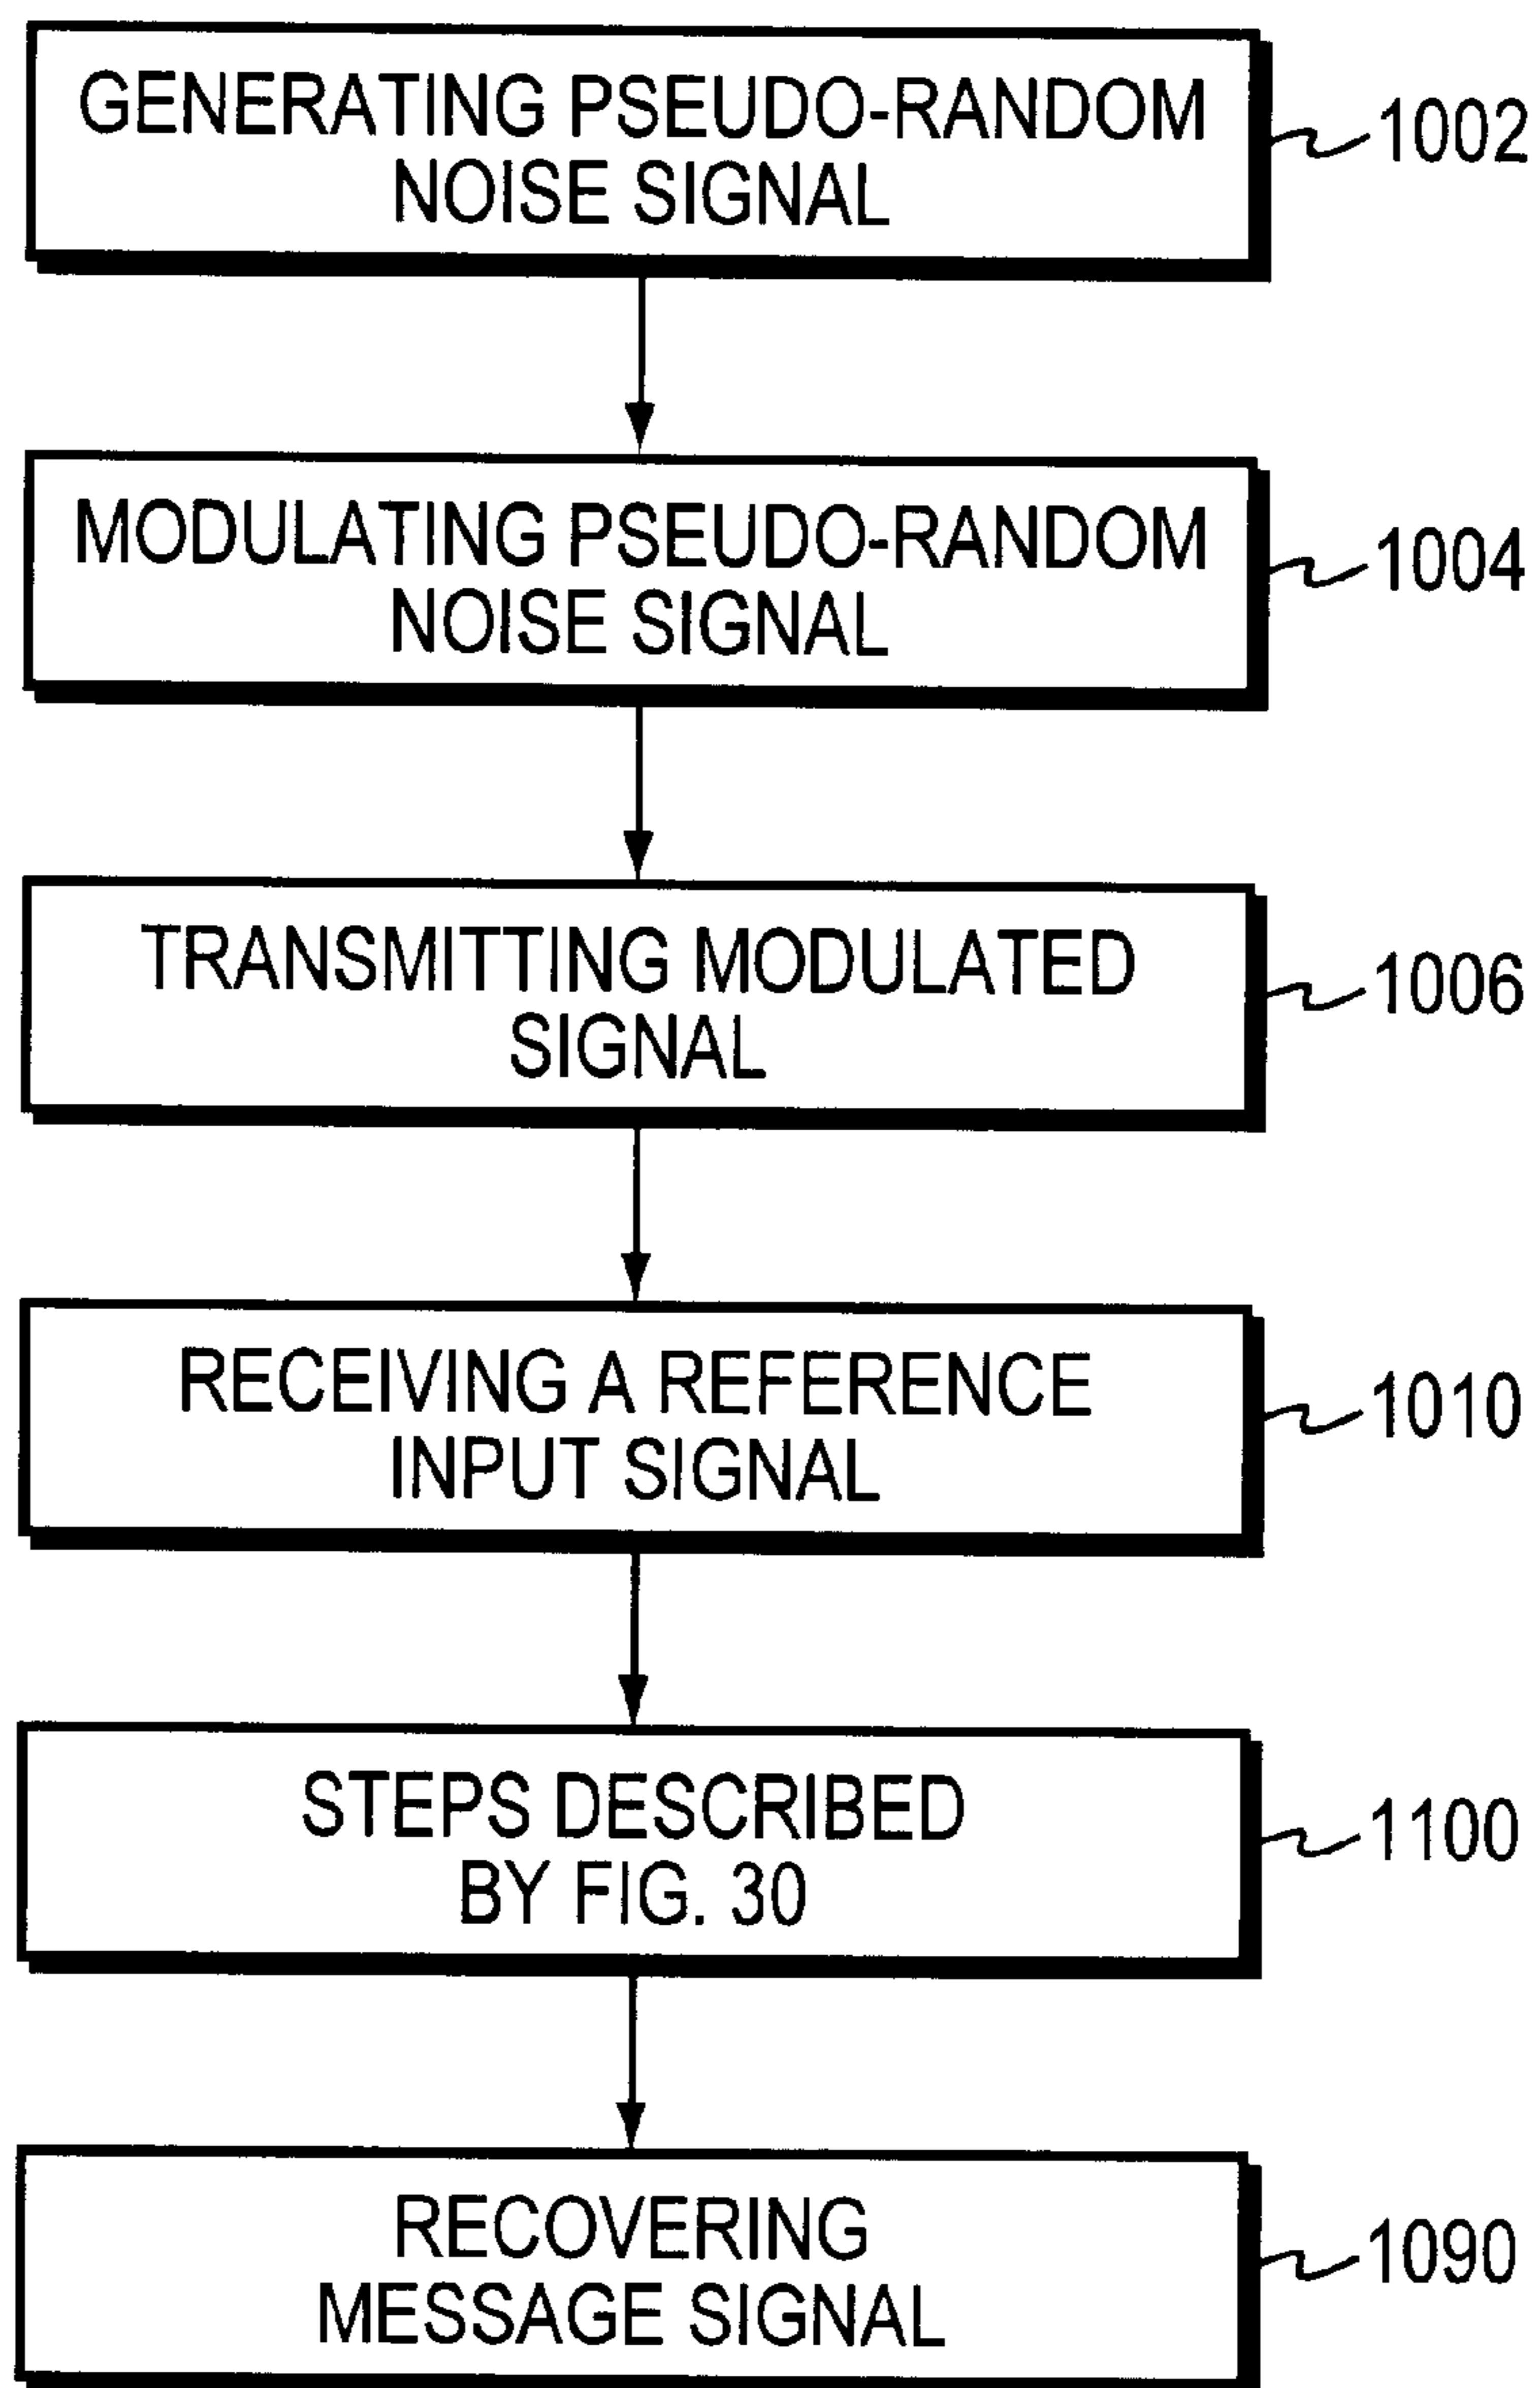 GENERATING PSEUDO-RANDOM
NOISE SIGNAL
1002
MODULATING PSEUDO-RANDOM
NOISE SIGNAL
1004
TRANSMITTING MODULATED
SIGNAL
1006
RECEIVING A REFERENCE
INPUT SIGNAL
1010
STEPS DESCRIBED
BY FIG. 30
1100
RECOVERING
MESSAGE SIGNAL
1090